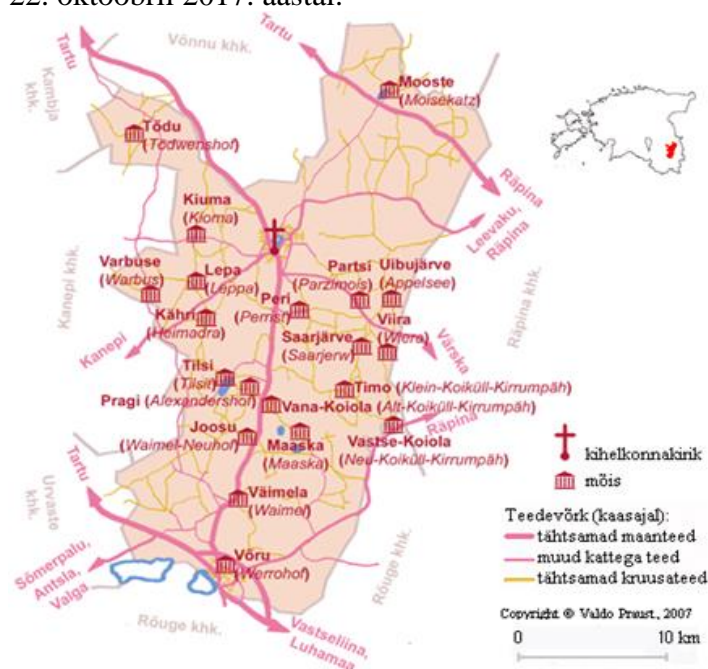 22. oktoobril 2017. aastal.
Tartu
Võnnu khk.
Tartu
Kambja
khk.
Mooste
(Moisekatz)
Tõdu
(Tödwenshof)
Räpina
Leevaku,
Räpina
Kiuma
(Kioma)
Kanepi khk.
Varbuse
(Warbus)
Lepa
(Leppa)
Partsi
(Parzimois)
Uibujärve
(Appelsee)
Räpina khk.
Peri
(Perrist)
Kähri
(Heimadra)
Viira
(Wiera)
Kanepi
Saarjärve
(Saarjerw)
Värska
Tilsi
(Tilsit)
Timo (Klein-Koiküll-Kirrumpäh)
Pragi (Alexandershof)
Vana-Koiola (Alt-Koiküll-Kirrumpäh)
Räpina
Joosu
(Waimel-Neuhof)
Maaska
(Maaska)
Vastse-Koiola
(Neu-Koiküll-Kirrumpäh)
Tartu
Urvaste
khk.
Väimela
(Waimel)
Sõmerpalu,
Antsla,
Valga
Võru
(Werrohof)
Rõuge khk.
Rõuge khk.
Vastseliina,
Luhamaa
kihelkonnakirik
mõis
Teedevõrk (kaasajal):
tähtsamad maanteed
muud kattega teed
tähtsamad kruusateed
Copyright © Valdo Praust, 2007
0 10 km